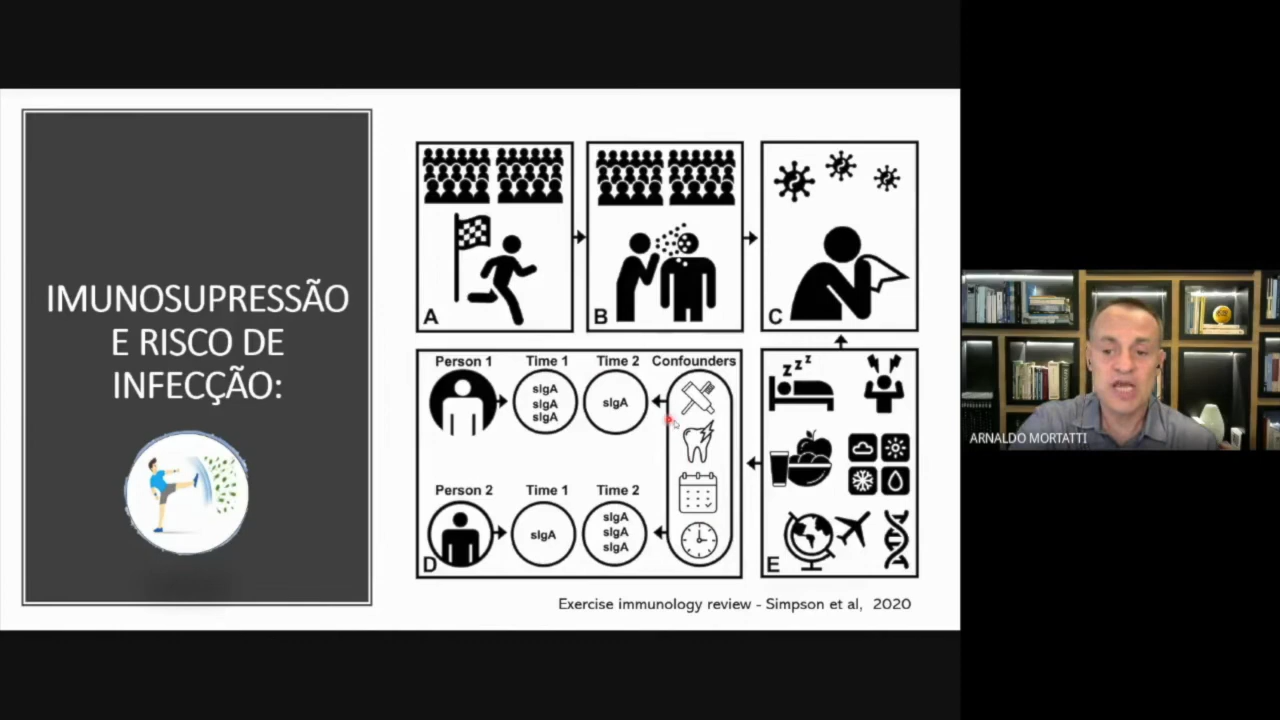 IMUNOSUPRESSÃO
E RISCO DE
INFECÇÃO:
A
B
C
Person 1
Time 1
Time 2
Confounders
sIgA
sIgA
sIgA
sIgA
Person 2
Time 1
Time 2
sIgA
sIgA
sIgA
sIgA
D
z z z
E
Exercise immunology review - Simpson et al, 2020
ARNALDO MORTATTI